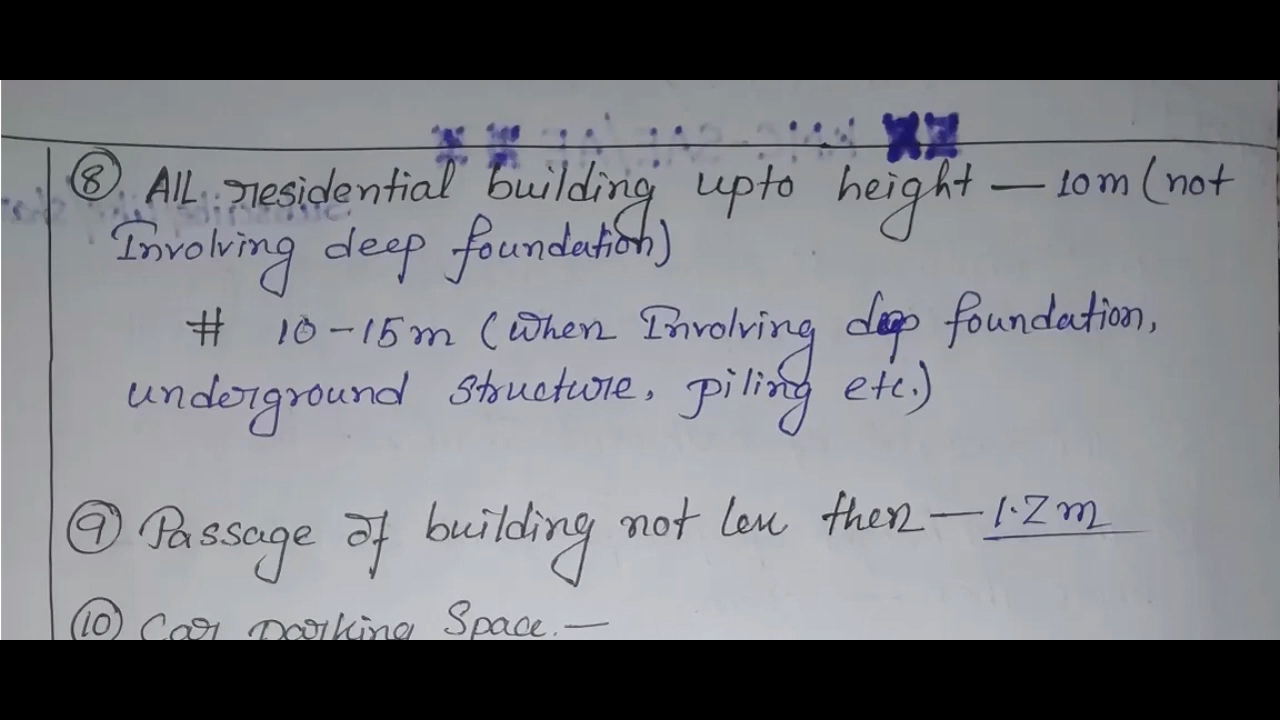 ⑧ All residential building upto height — 10m (not
Involving deep foundation)
# 10-15m (when Involving deep foundation,
underground structure, piling etc.)
⑨ Passage of building not less then — 1.2m
⑩ Car parking Space. —